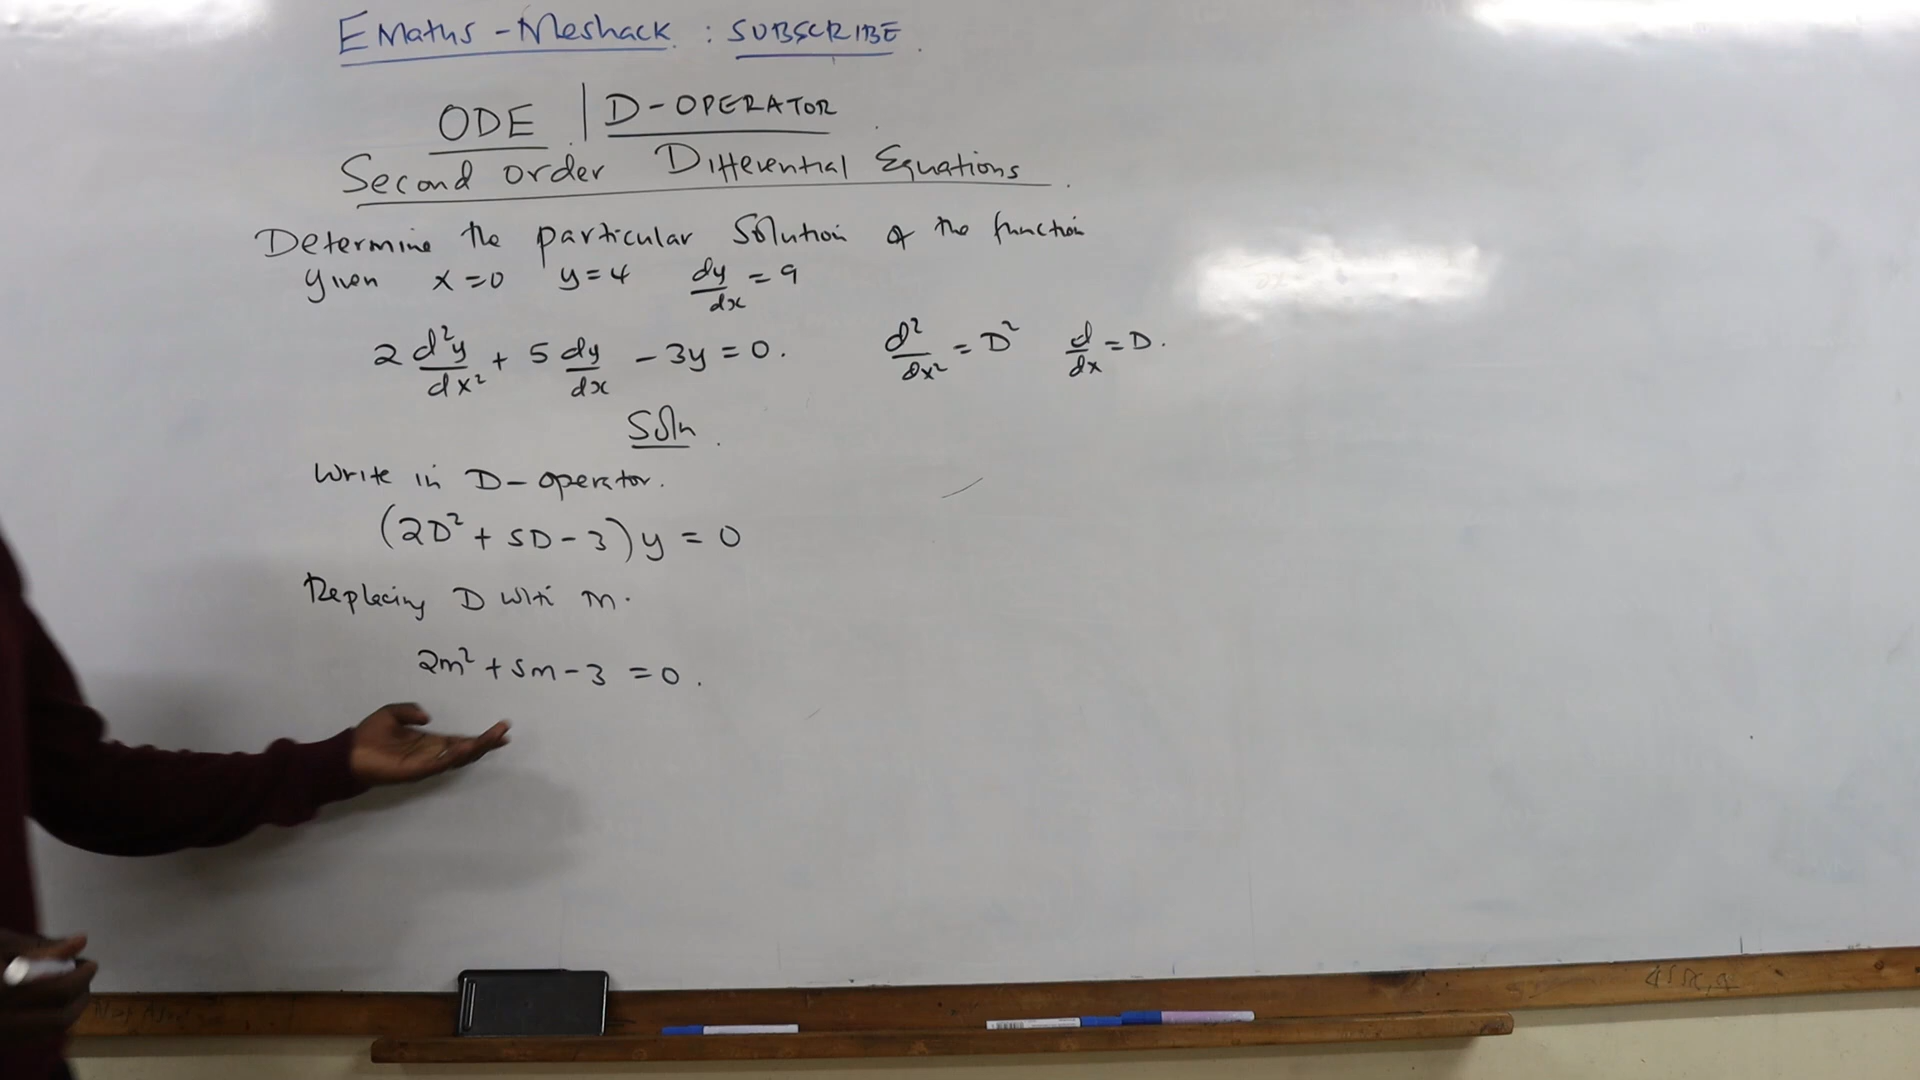 EMaths - Meshack : SUBSCRIBE.
ODE | D-OPERATOR
Second order Differential Equations.
Determine the particular Solution of the function
given x=0 y=4 dy/dx = 9
2 d²y/dx² + 5 dy/dx - 3y = 0. d²/dx² = D² d/dx = D.
Soln.
Write in D-operator.
(2D² + 5D - 3)y = 0
Replacing D with m.
2m² + 5m - 3 = 0.